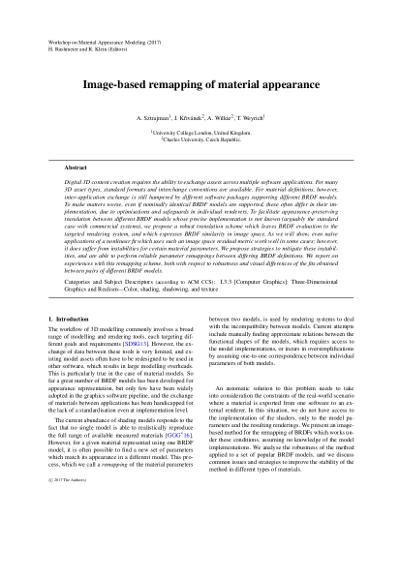 Workshop on Material Appearance Modeling (2017)
H. Rushmeier and R. Klein (Editors)
Image-based remapping of material appearance
A. Sztrajman¹, J. Křivánek², A. Wilkie², T. Weyrich¹
¹University College London, United Kingdom.
²Charles University, Czech Republic.
Abstract
Digital 3D content creation requires the ability to exchange assets across multiple software applications. For many
3D asset types, standard formats and interchange conventions are available. For material definitions, however,
inter-application exchange is still hampered by different software packages supporting different BRDF models.
To make matters worse, even if nominally identical BRDF models are supported, these often differ in their im-
plementation, due to optimisations and safeguards in individual renderers. To facilitate appearance-preserving
translation between different BRDF models whose precise implementation is not known (arguably the standard
case with commercial systems), we propose a robust translation scheme which leaves BRDF evaluation to the
targeted rendering system, and which expresses BRDF similarity in image space. As we will show, even naïve
applications of a nonlinear fit which uses such an image space residual metric work well in some cases; however,
it does suffer from instabilities for certain material parameters. We propose strategies to mitigate these instabil-
ities, and are able to perform reliable parameter remappings between differing BRDF definitions. We report on
experiences with this remapping scheme, both with respect to robustness and visual differences of the fits obtained
between pairs of different BRDF models.
Categories and Subject Descriptors (according to ACM CCS): I.3.3 [Computer Graphics]: Three-Dimensional
Graphics and Realism—Color, shading, shadowing, and texture
1. Introduction
The workflow of 3D modelling commonly involves a broad
range of modelling and rendering tools, each targeting dif-
ferent goals and requirements [SDSG13]. However, the ex-
change of data between these tools is very limited, and ex-
isting model assets often have to be redesigned to be used in
other software, which results in large modelling overheads.
This is particularly true in the case of material models. So
far a great number of BRDF models has been developed for
appearance representation, but only few have been widely
adopted in the graphics software pipeline, and the exchange
of materials between applications has been handicapped for
the lack of a standardisation even at implementation level.
The current abundance of shading models responds to the
fact that no single model is able to realistically reproduce
the full range of available measured materials [GGG*16].
However, for a given material represented using one BRDF
model, it is often possible to find a new set of parameters
which match its appearance in a different model. This pro-
cess, which we call a remapping of the material parameters
between two models, is used by rendering systems to deal
with the incompatibility between models. Current attempts
include manually finding approximate relations between the
functional shapes of the models, which requires access to
the model implementations, or incurs in oversimplifications
by assuming one-to-one correspondence between individual
parameters of both models.
An automatic solution to this problem needs to take
into consideration the constraints of the real-world scenario
where a material is exported from one software to an ex-
ternal renderer. In this situation, we do not have access to
the implementation of the shaders, only to the model pa-
rameters and the resulting renderings. We present an image-
based method for the remapping of BRDFs which works un-
der those conditions, assuming no knowledge of the model
implementations. We analyse the robustness of the method
applied to a set of popular BRDF models, and we discuss
common issues and strategies to improve the stability of the
method in different types of materials.
© 2017 The Author(s)